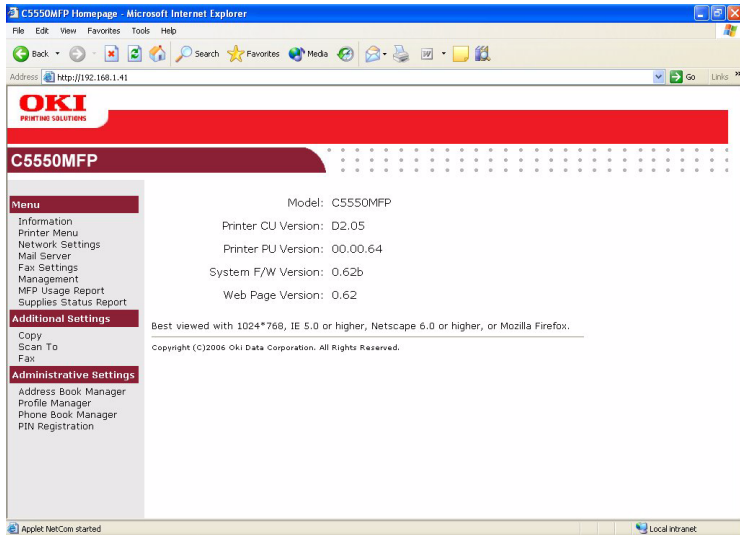 C5550MFP Homepage - Microsoft Internet Explorer
File Edit View Favorites Tools Help
Back Search Favorites Media
Address http://192.168.1.41 Go Links »
OKI
PRINTING SOLUTIONS
C5550MFP
Menu
Information
Printer Menu
Network Settings
Mail Server
Fax Settings
Management
MFP Usage Report
Supplies Status Report
Additional Settings
Copy
Scan To
Fax
Administrative Settings
Address Book Manager
Profile Manager
Phone Book Manager
PIN Registration
Model: C5550MFP
Printer CU Version: D2.05
Printer PU Version: 00.00.64
System F/W Version: 0.62b
Web Page Version: 0.62
Best viewed with 1024*768, IE 5.0 or higher, Netscape 6.0 or higher, or Mozilla Firefox.
Copyright (C)2006 Oki Data Corporation. All Rights Reserved.
Applet NetCom started Local intranet